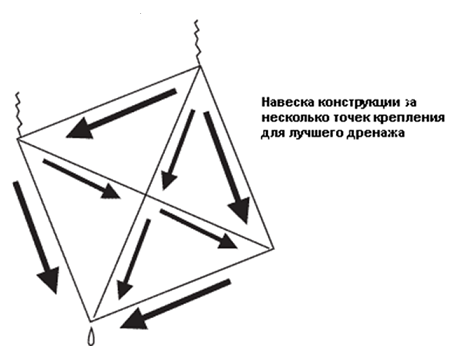 Навеска конструкции за
несколько точек крепления
для лучшего дренажа